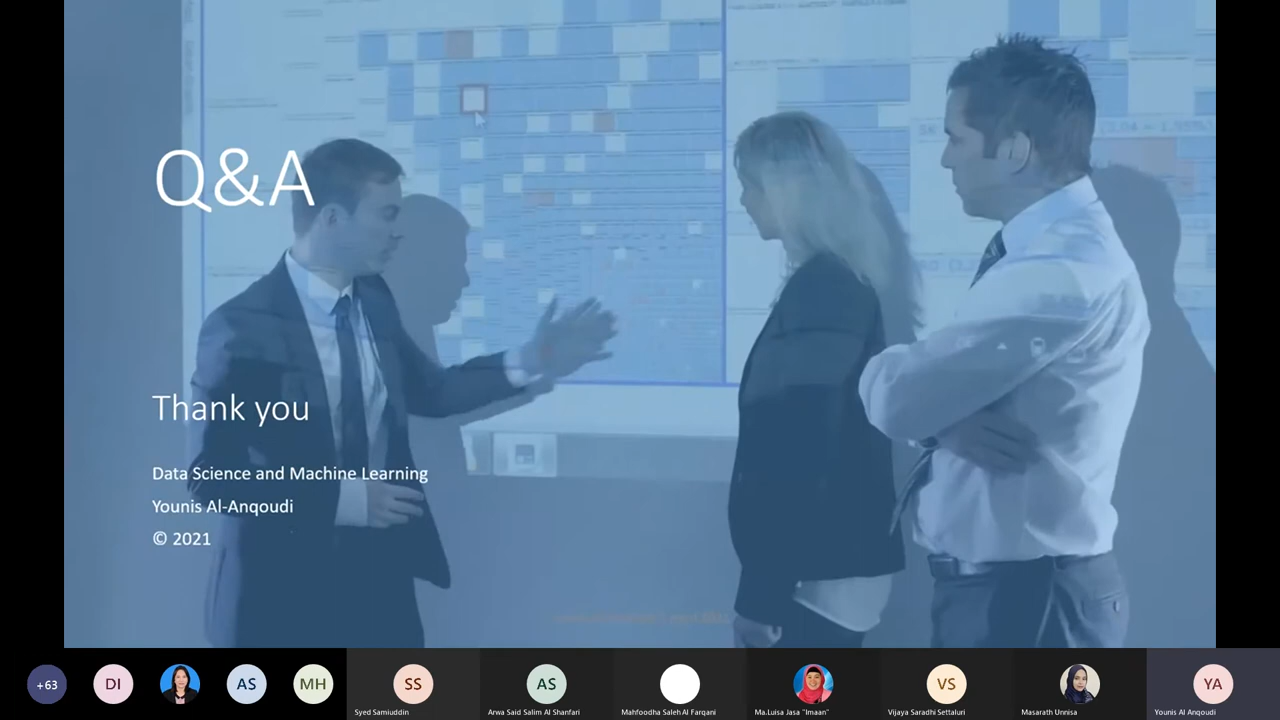 Q&A
Thank you
Data Science and Machine Learning
Younis Al-Anqoudi
© 2021
+63
DI
AS
MH
SS
AS
VS
YA
Syed Samiuddin
Arwa Said Salim Al Shanfari
Mahfoodha Saleh Al Farqani
Ma.Luisa Jasa "Imaan"
Vijaya Saradhi Settaluri
Masarath Unnisa
Younis Al Anqoudi